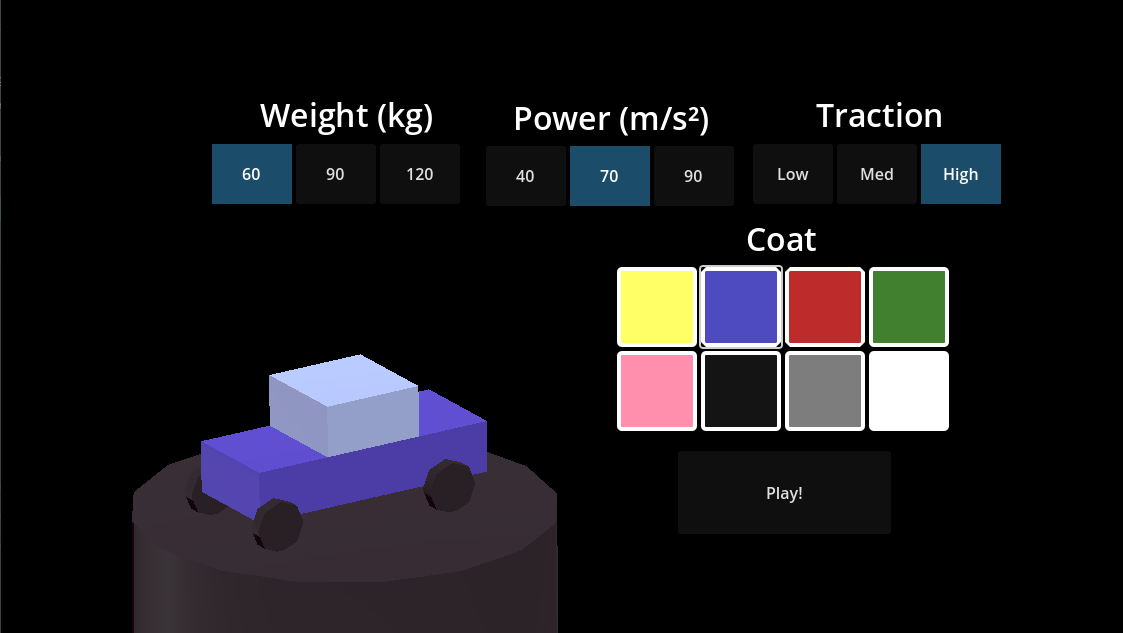 Weight (kg)
Power (m/s²)
Traction
60
90
120
40
70
90
Low
Med
High
Coat
Play!